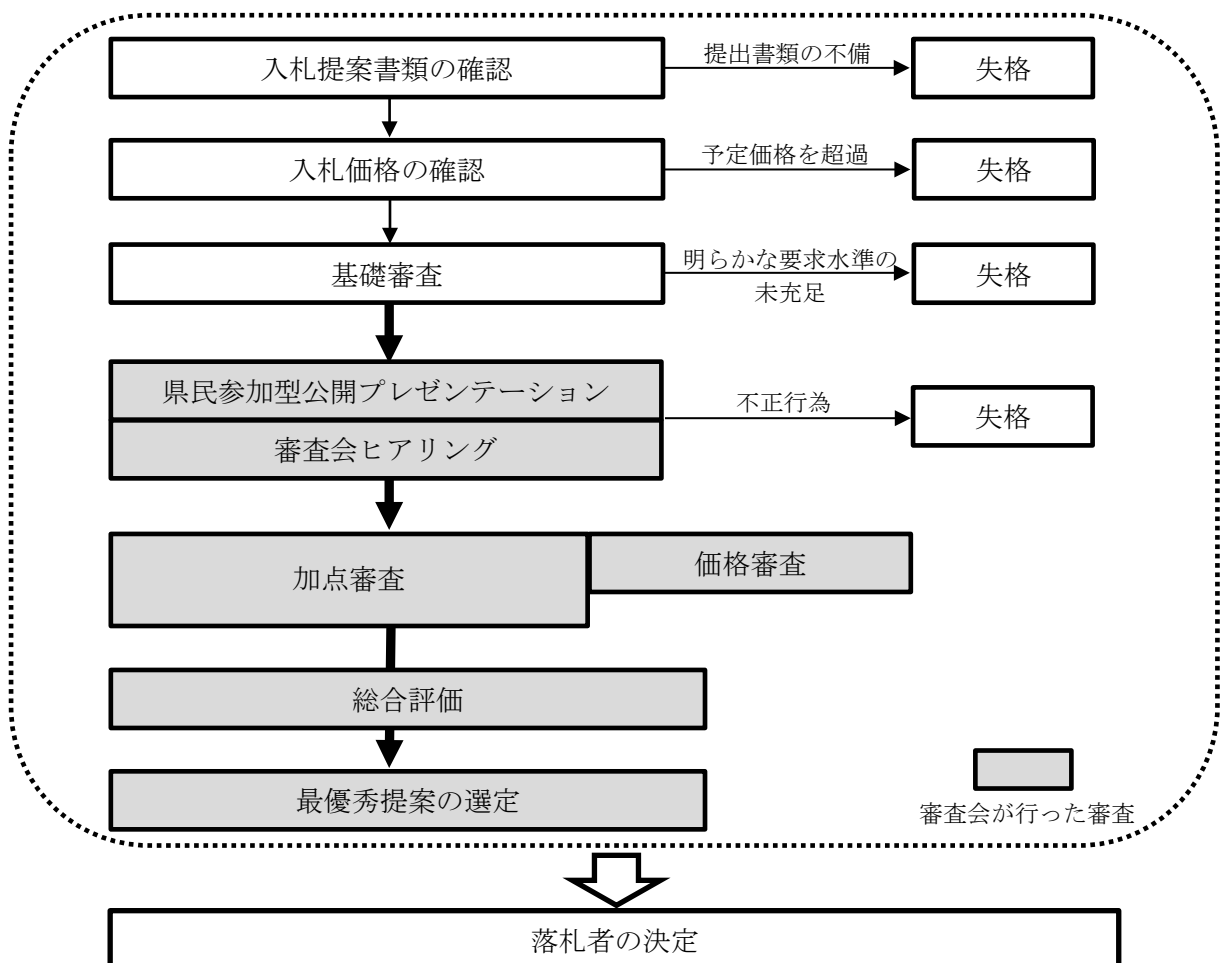 入札提案書類の確認
提出書類の不備
失格
入札価格の確認
予定価格を超過
失格
基礎審査
明らかな要求水準の
未充足
失格
県民参加型公開プレゼンテーション
審査会ヒアリング
不正行為
失格
加点審査
価格審査
総合評価
最優秀提案の選定
審査会が行った審査
落札者の決定